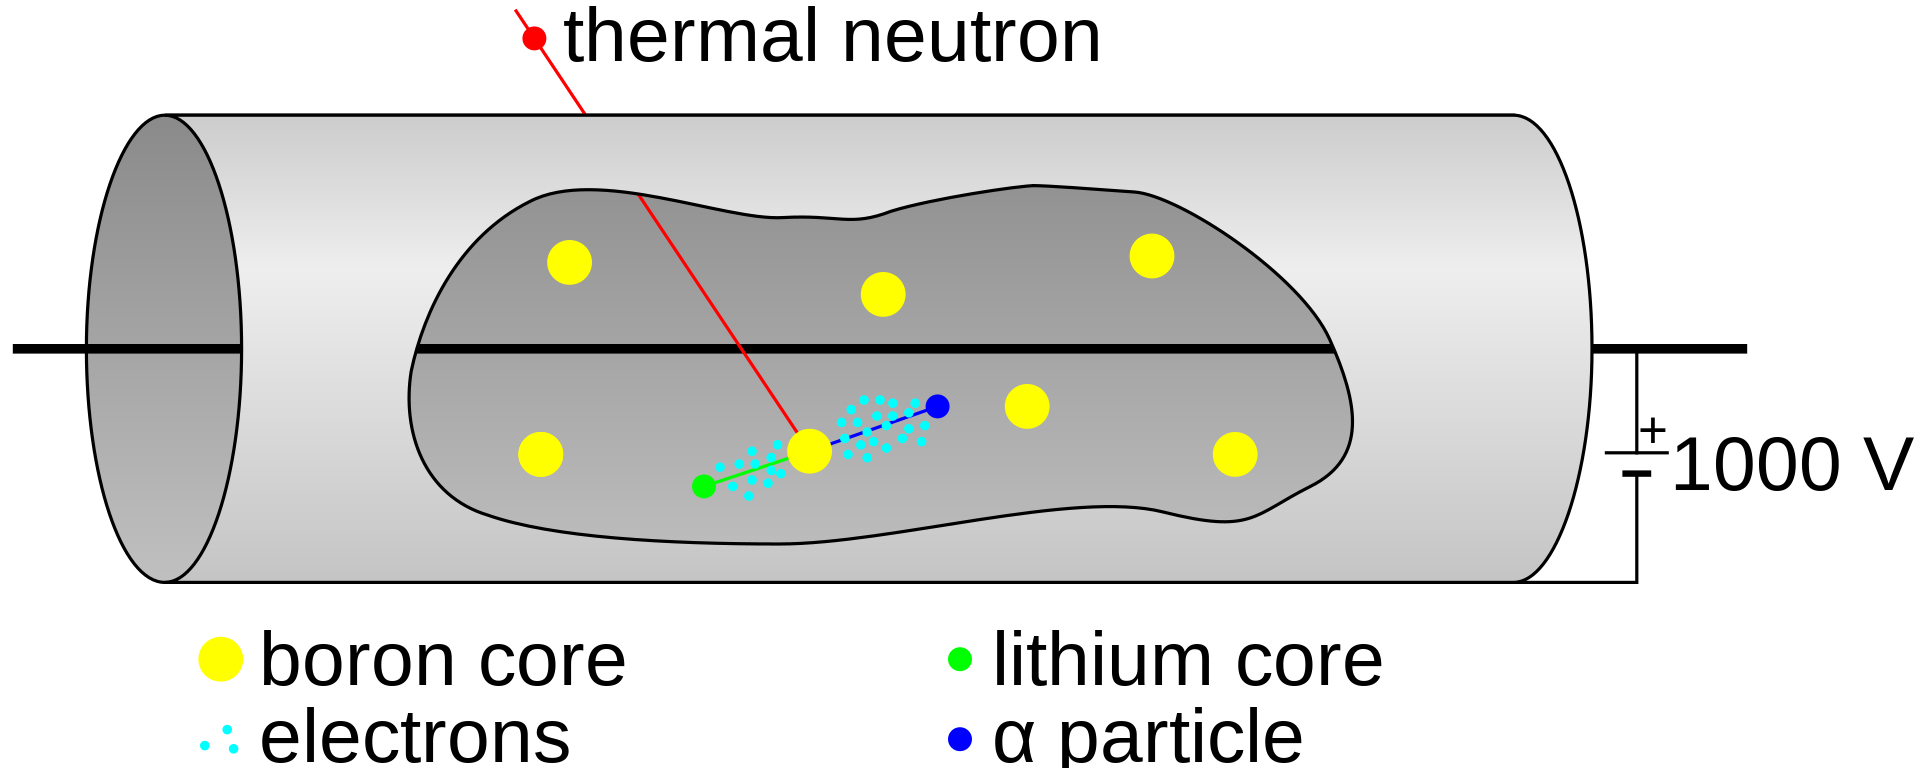 thermal neutron
+
1000 V
boron core
lithium core
electrons
α particle